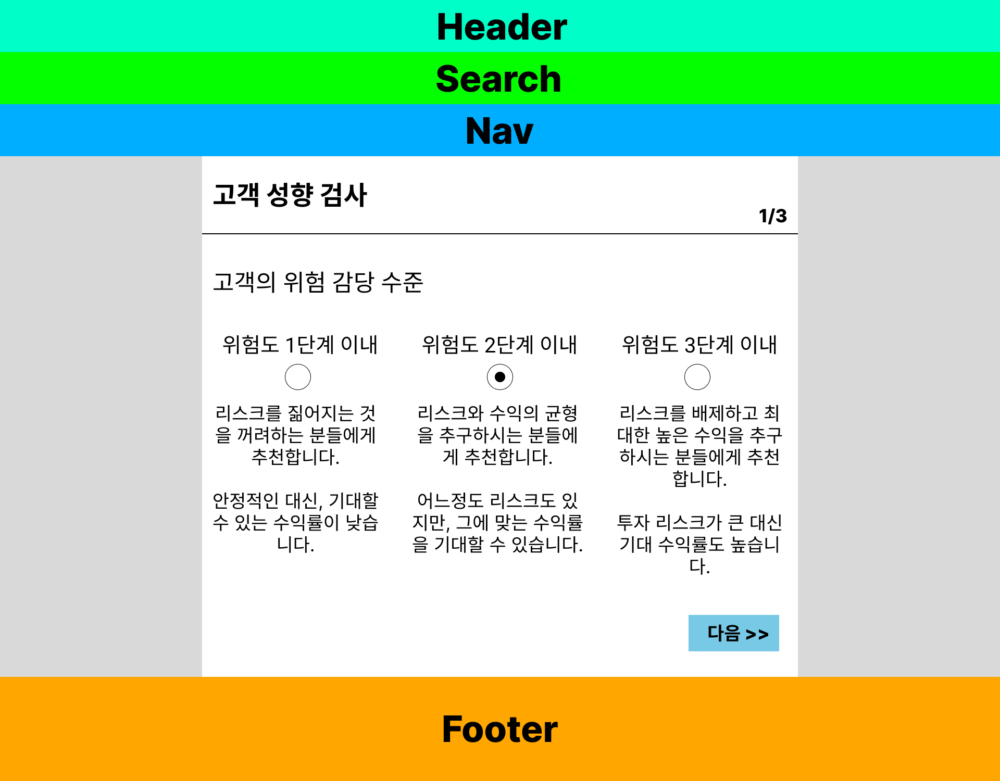 Header
Search
Nav
고객 성향 검사
1/3
고객의 위험 감당 수준
위험도 1단계 이내
리스크를 짊어지는 것
을 꺼려하는 분들에게
추천합니다.
안정적인 대신, 기대할
수 있는 수익률이 낮습
니다.
위험도 2단계 이내
리스크와 수익의 균형
을 추구하시는 분들에
게 추천합니다.
어느정도 리스크도 있
지만, 그에 맞는 수익률
을 기대할 수 있습니다.
위험도 3단계 이내
리스크를 배제하고 최
대한 높은 수익을 추구
하시는 분들에게 추천
합니다.
투자 리스크가 큰 대신
기대 수익률도 높습니
다.
다음 >>
Footer